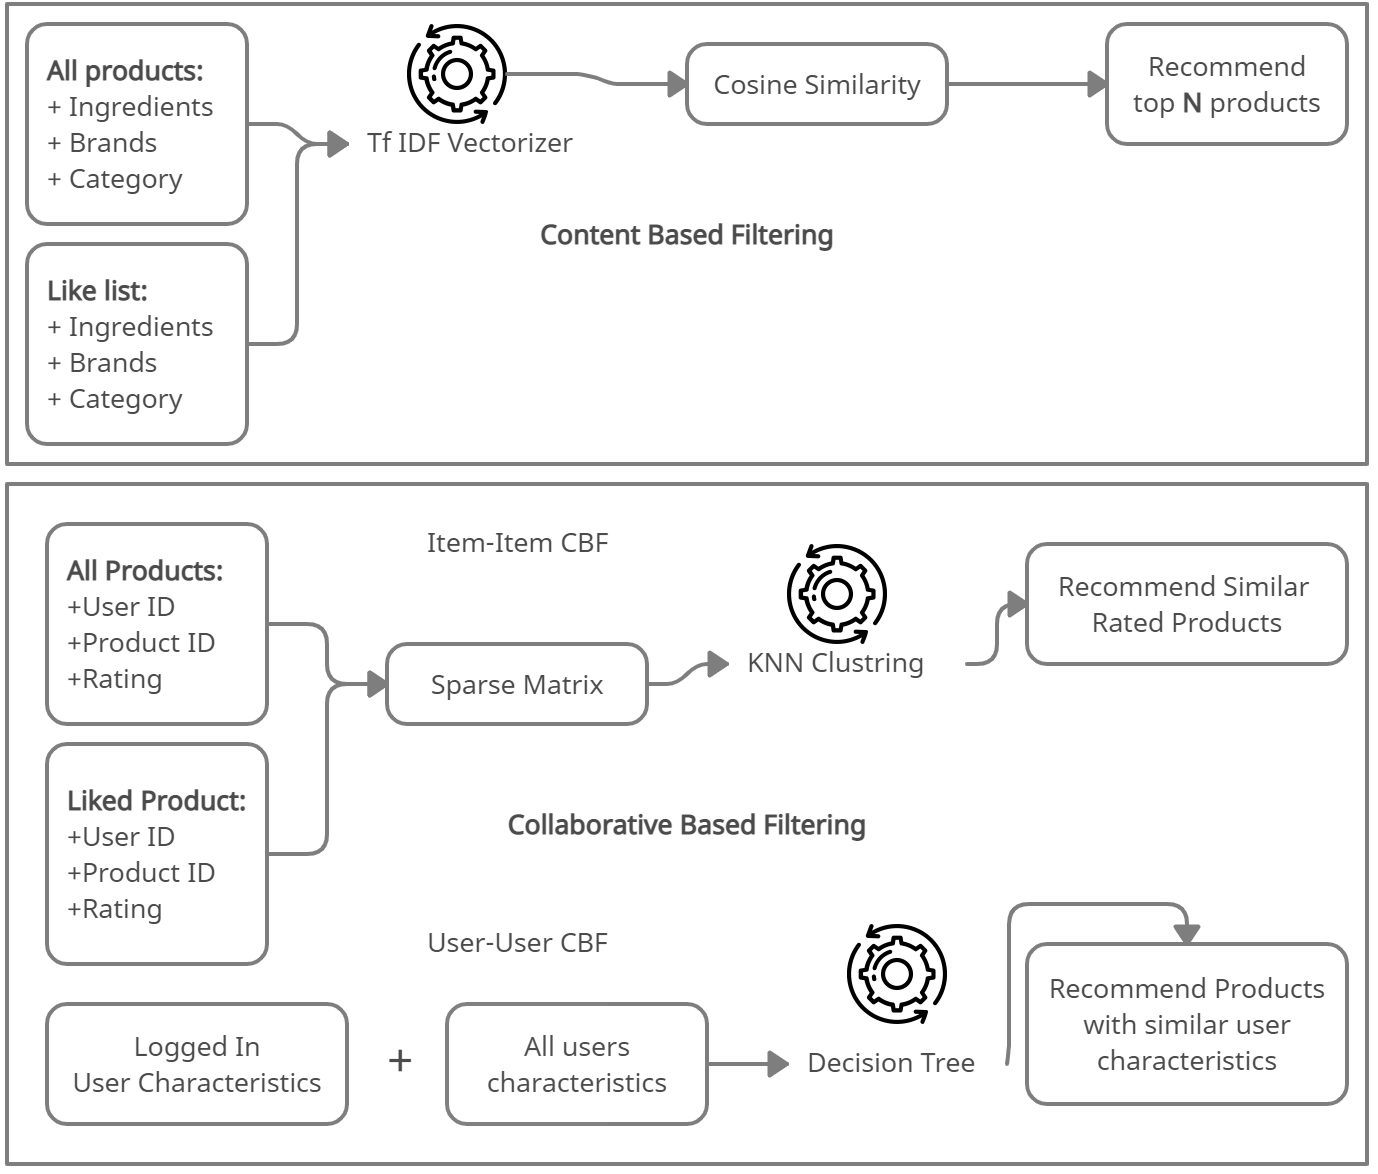 All products:
+ Ingredients
+ Brands
+ Category
Tf IDF Vectorizer
Cosine Similarity
Recommend
top N products
Content Based Filtering
Like list:
+ Ingredients
+ Brands
+ Category
Item-Item CBF
All Products:
+User ID
+Product ID
+Rating
Sparse Matrix
KNN Clustring
Recommend Similar
Rated Products
Liked Product:
+User ID
+Product ID
+Rating
Collaborative Based Filtering
User-User CBF
Logged In
User Characteristics
+
All users
characteristics
Decision Tree
Recommend Products
with similar user
characteristics